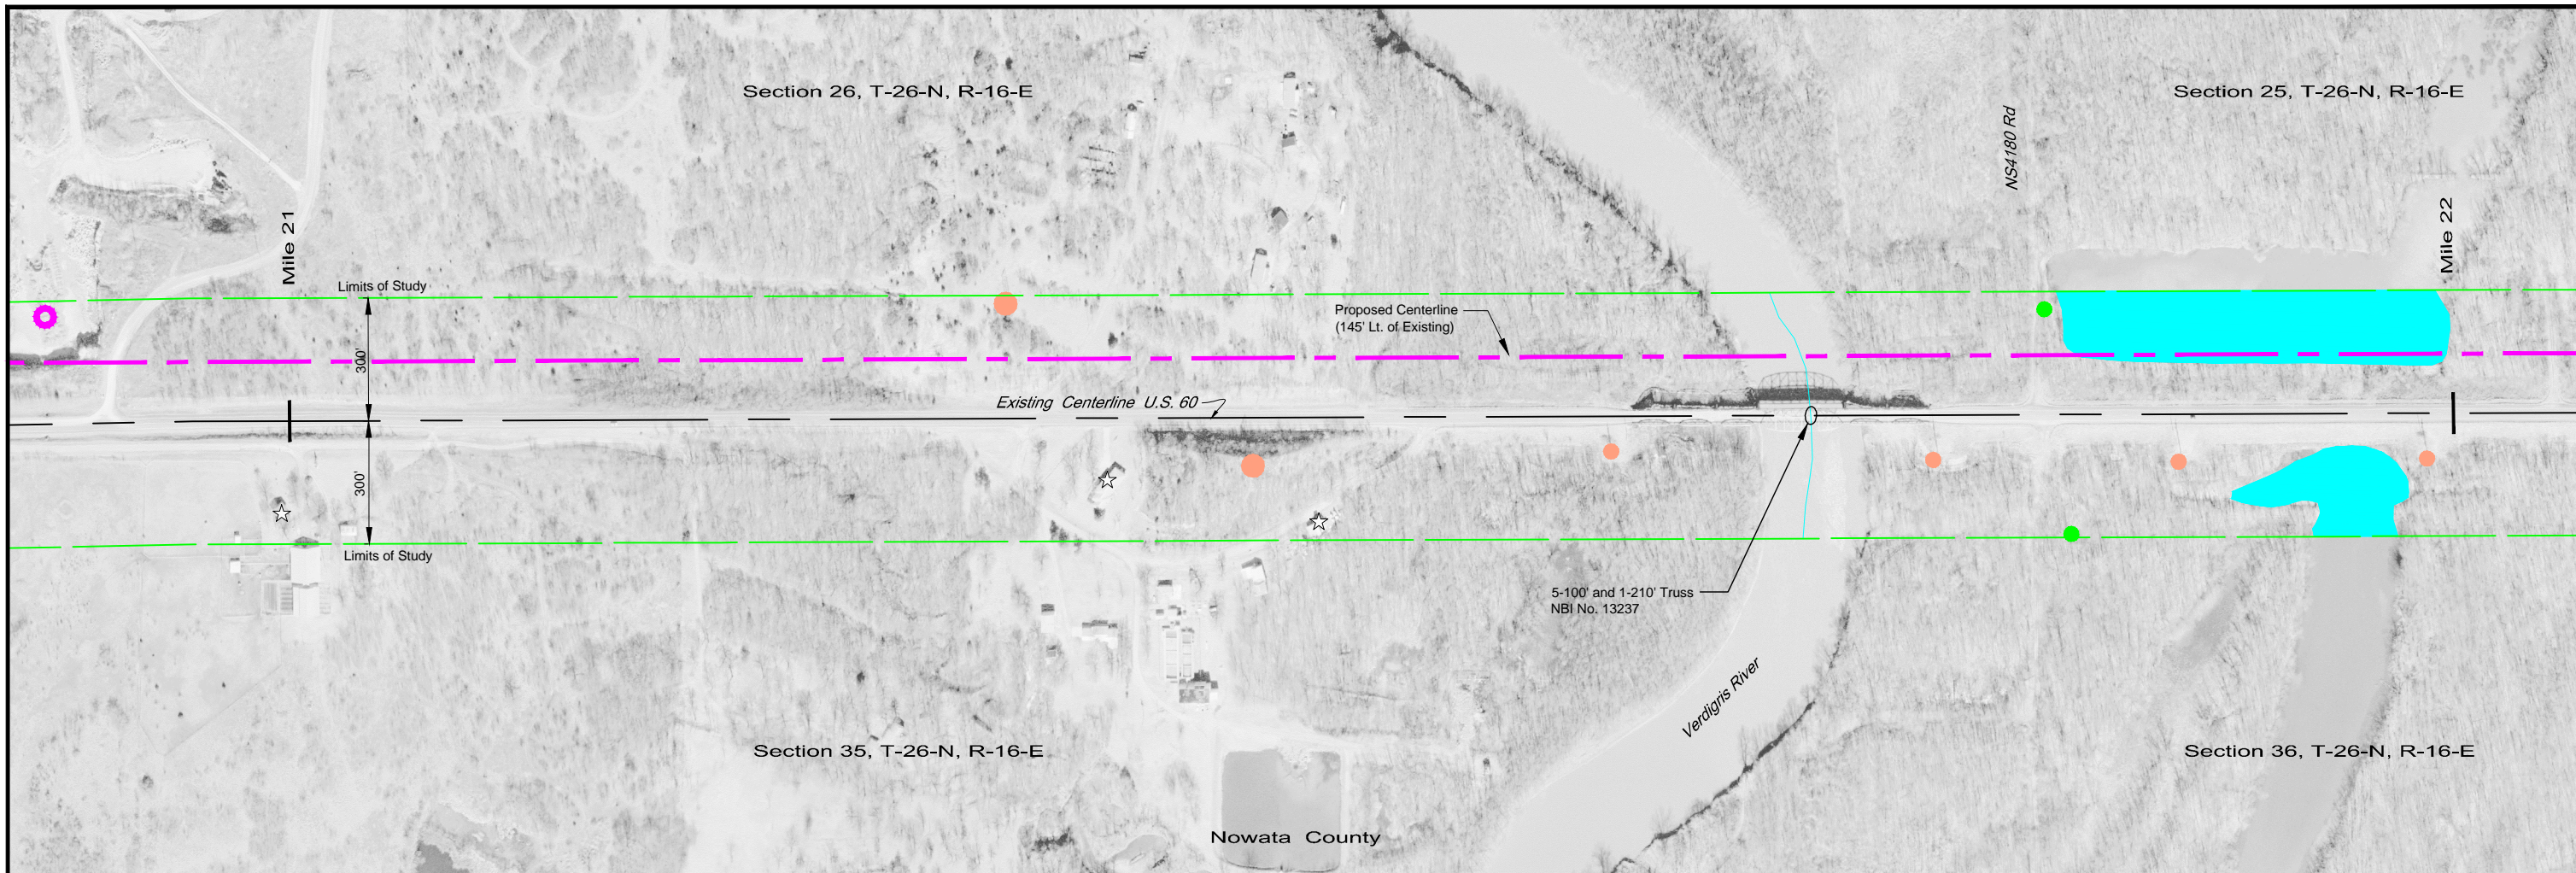 Section 26, T-26-N, R-16-E
Section 25, T-26-N, R-16-E
NS4180 Rd
Mile 21
Mile 22
Limits of Study
300'
Proposed Centerline
(145' Lt. of Existing)
Existing Centerline U.S. 60
300'
Limits of Study
5-100' and 1-210' Truss
NBI No. 13237
Verdigris River
Section 35, T-26-N, R-16-E
Section 36, T-26-N, R-16-E
Nowata County